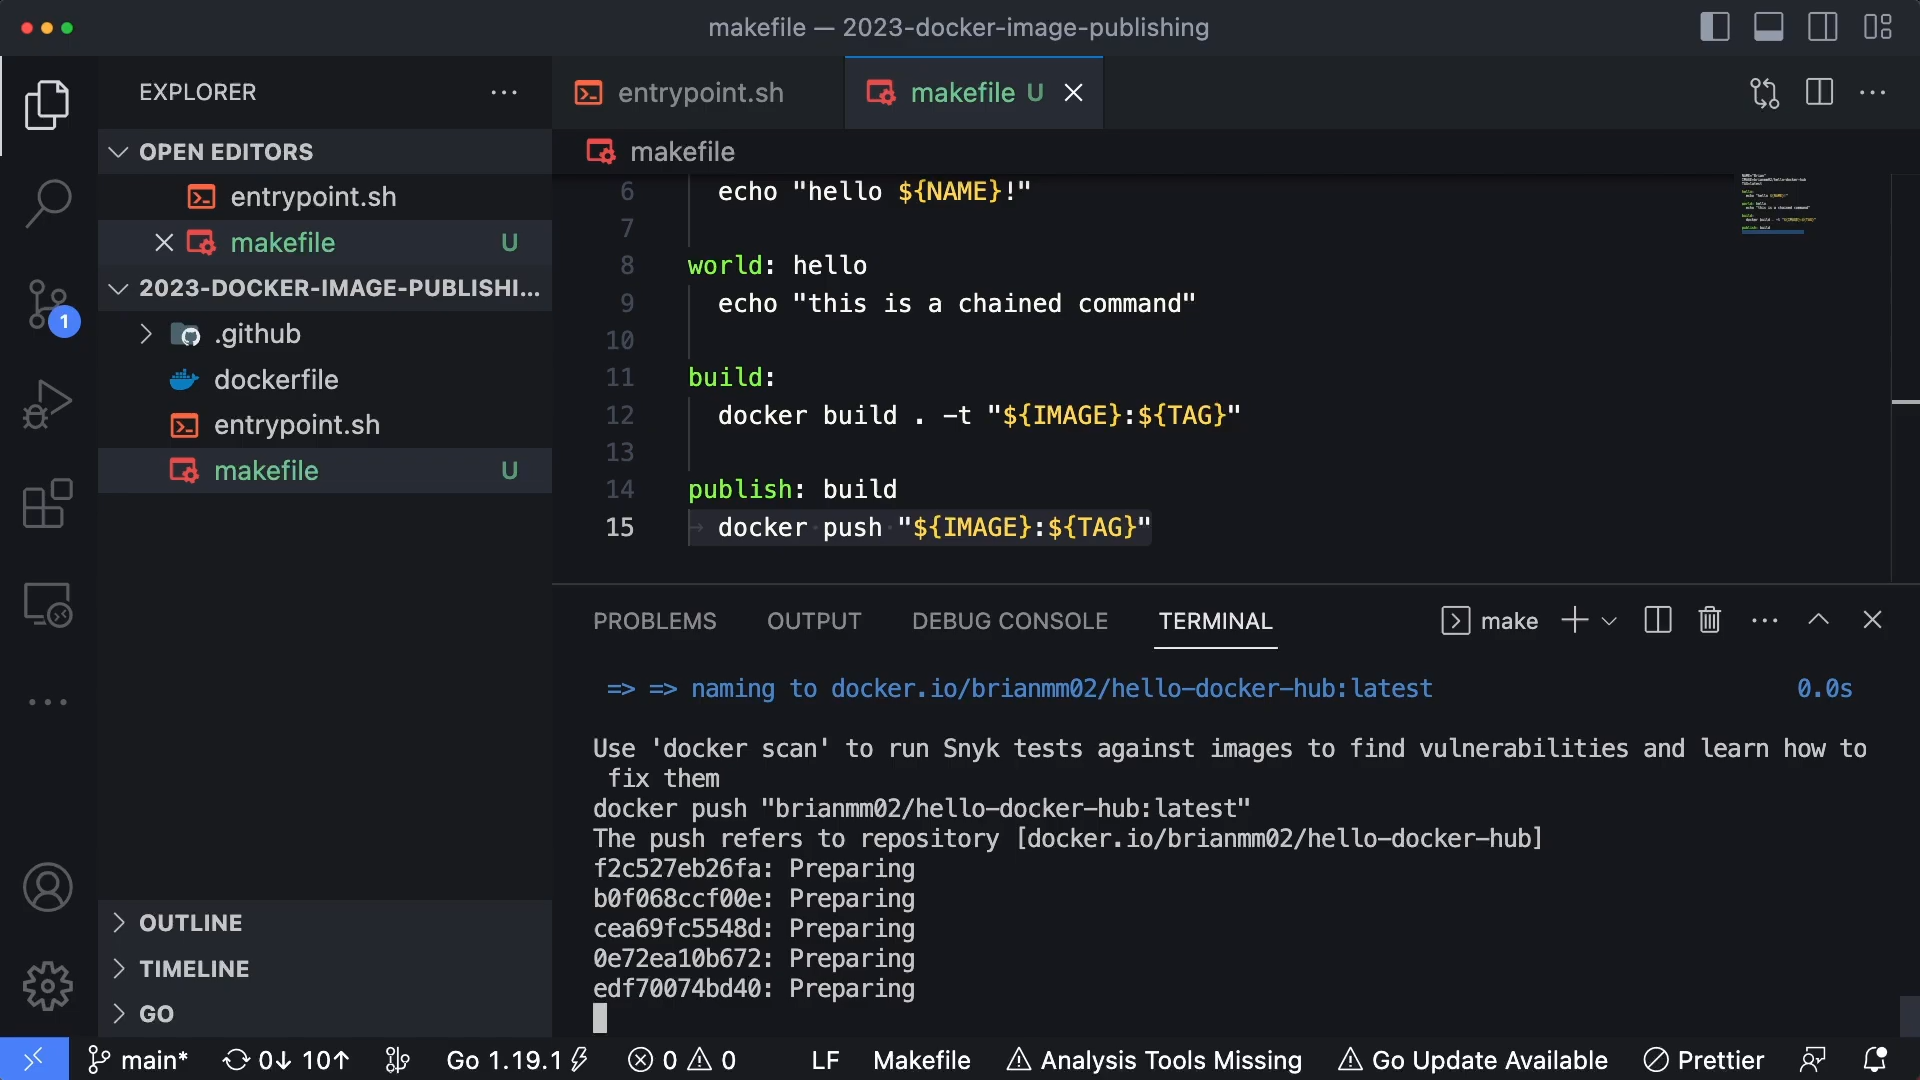 makefile — 2023-docker-image-publishing
EXPLORER
entrypoint.sh
makefile U
OPEN EDITORS
makefile
entrypoint.sh
makefile U
2023-DOCKER-IMAGE-PUBLISHI...
.github
dockerfile
entrypoint.sh
makefile U
1
6 echo "hello ${NAME}!"
7
8 world: hello
9 echo "this is a chained command"
10
11 build:
12 docker build . -t "${IMAGE}:${TAG}"
13
14 publish: build
15 docker push "${IMAGE}:${TAG}"
PROBLEMS OUTPUT DEBUG CONSOLE TERMINAL make
=> => naming to docker.io/brianmm02/hello-docker-hub:latest 0.0s
Use 'docker scan' to run Snyk tests against images to find vulnerabilities and learn how to
fix them
docker push "brianmm02/hello-docker-hub:latest"
The push refers to repository [docker.io/brianmm02/hello-docker-hub]
f2c527eb26fa: Preparing
b0f068ccf00e: Preparing
cea69fc5548d: Preparing
0e72ea10b672: Preparing
edf70074bd40: Preparing
OUTLINE
TIMELINE
GO
main* 0↓ 10↑ Go 1.19.1 0 0 LF Makefile Analysis Tools Missing Go Update Available Prettier